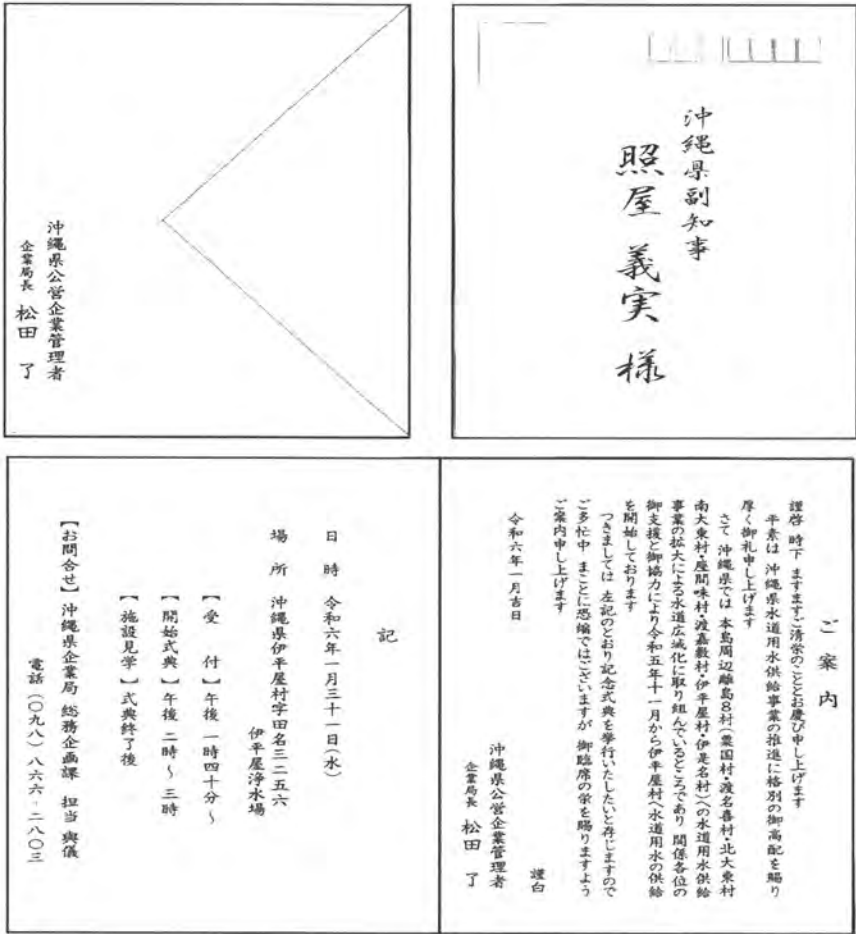 沖縄県副知事
照屋 義実 様
沖縄県公営企業管理者
企業局長 松田 了
ご案内
謹啓 時下 ますますご清栄のこととお慶び申し上げます
平素は 沖縄県水道用水供給事業の推進に格別の御高配を賜り
厚く御礼申し上げます
さて 沖縄県では 本島周辺離島8村(粟国村・渡名喜村・北大東村
南大東村・座間味村・渡嘉敷村・伊平屋村・伊是名村)への水道用水供給
事業の拡大による水道広域化に取り組んでいるところであり 関係各位の
御支援と御協力により令和五年十一月から伊平屋村へ水道用水の供給
を開始しております
つきましては 左記のとおり記念式典を挙行いたしたいと存じますので
ご多忙中 まことに恐縮ではございますが 御臨席の栄を賜りますよう
ご案内申し上げます
謹白
令和六年一月吉日
沖縄県公営企業管理者
企業局長 松田 了
記
日 時 令和六年一月三十一日(水)
場 所 沖縄県伊平屋村字田名三二五六
伊平屋浄水場
【受 付】午後 一時四十分～
【開始式典】午後 二時～三時
【施設見学】式典終了後
【お問合せ】沖縄県企業局 総務企画課 担当 與儀
電話(〇九八)八六六-二八〇三